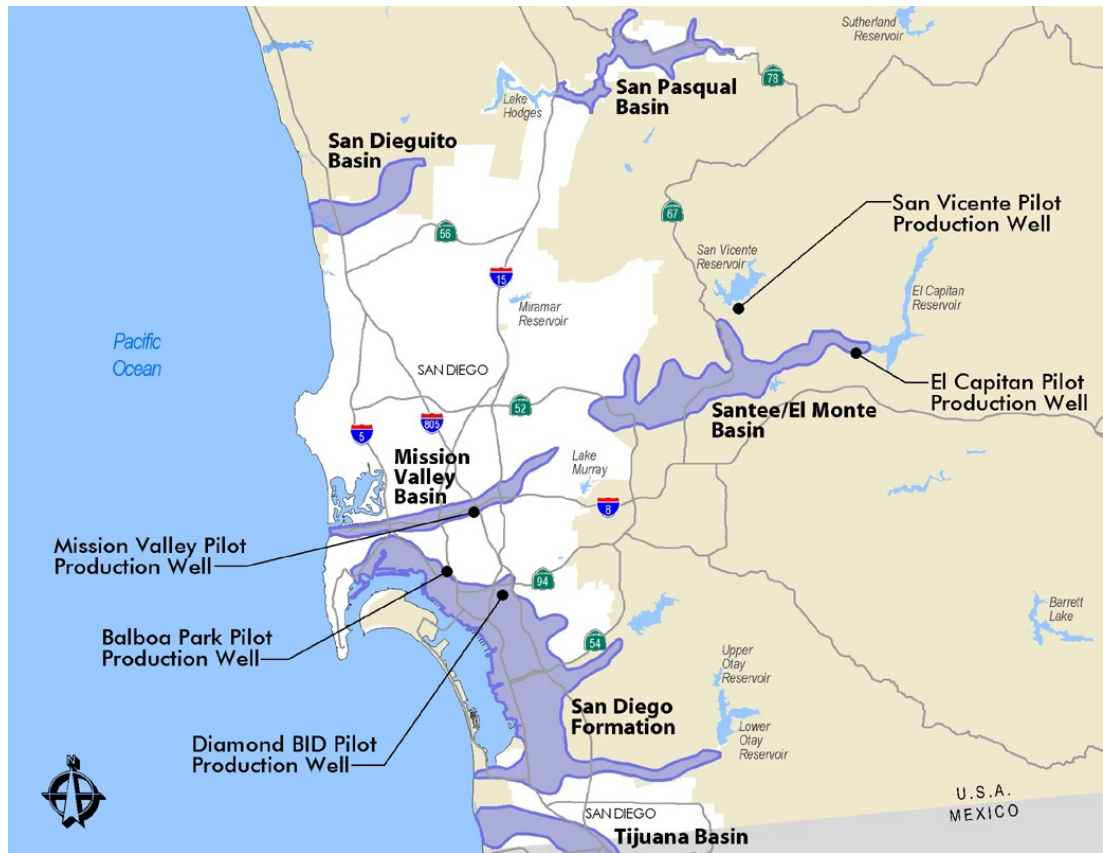 Sutherland
Reservoir
78
San Pasqual
Basin
Lake
Hodges
San Dieguito
Basin
San Vicente Pilot
Production Well
67
56
15
San Vicente
Reservoir
El Capitan
Reservoir
Miramar
Reservoir
Pacific
Ocean
SAN DIEGO
El Capitan Pilot
Production Well
52
Santee/El Monte
Basin
805
5
Mission
Valley
Basin
Lake
Murray
8
Mission Valley Pilot
Production Well
94
Balboa Park Pilot
Production Well
54
Barrett
Lake
Upper
Otay
Reservoir
San Diego
Formation
Lower
Otay
Reservoir
Diamond BID Pilot
Production Well
N
U.S.A.
MEXICO
SAN DIEGO
Tijuana Basin